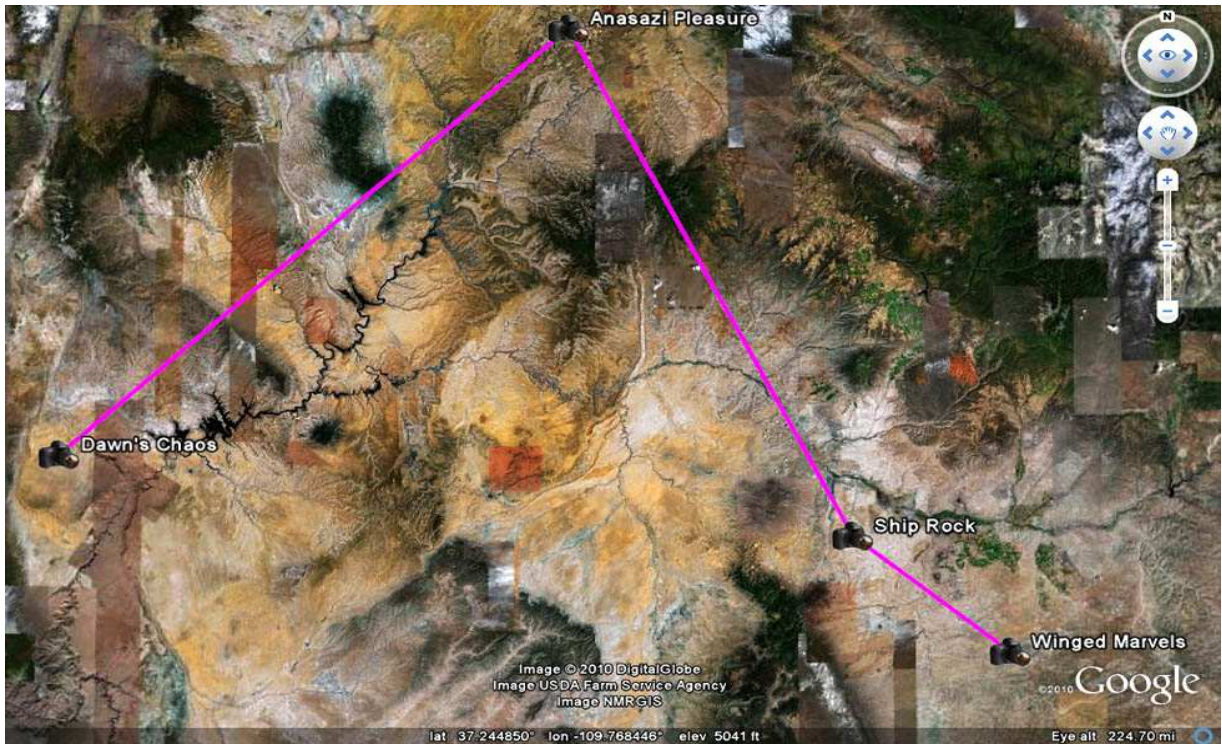 Anasazi Pleasure
N
Dawn's Chaos
Ship Rock
Winged Marvels
Image © 2010 DigitalGlobe
Image USDA Farm Service Agency
Image NMRGIS
©2010 Google
lat 37.244850° lon -109.768446° elev 5041 ft
Eye alt 224.70 mi